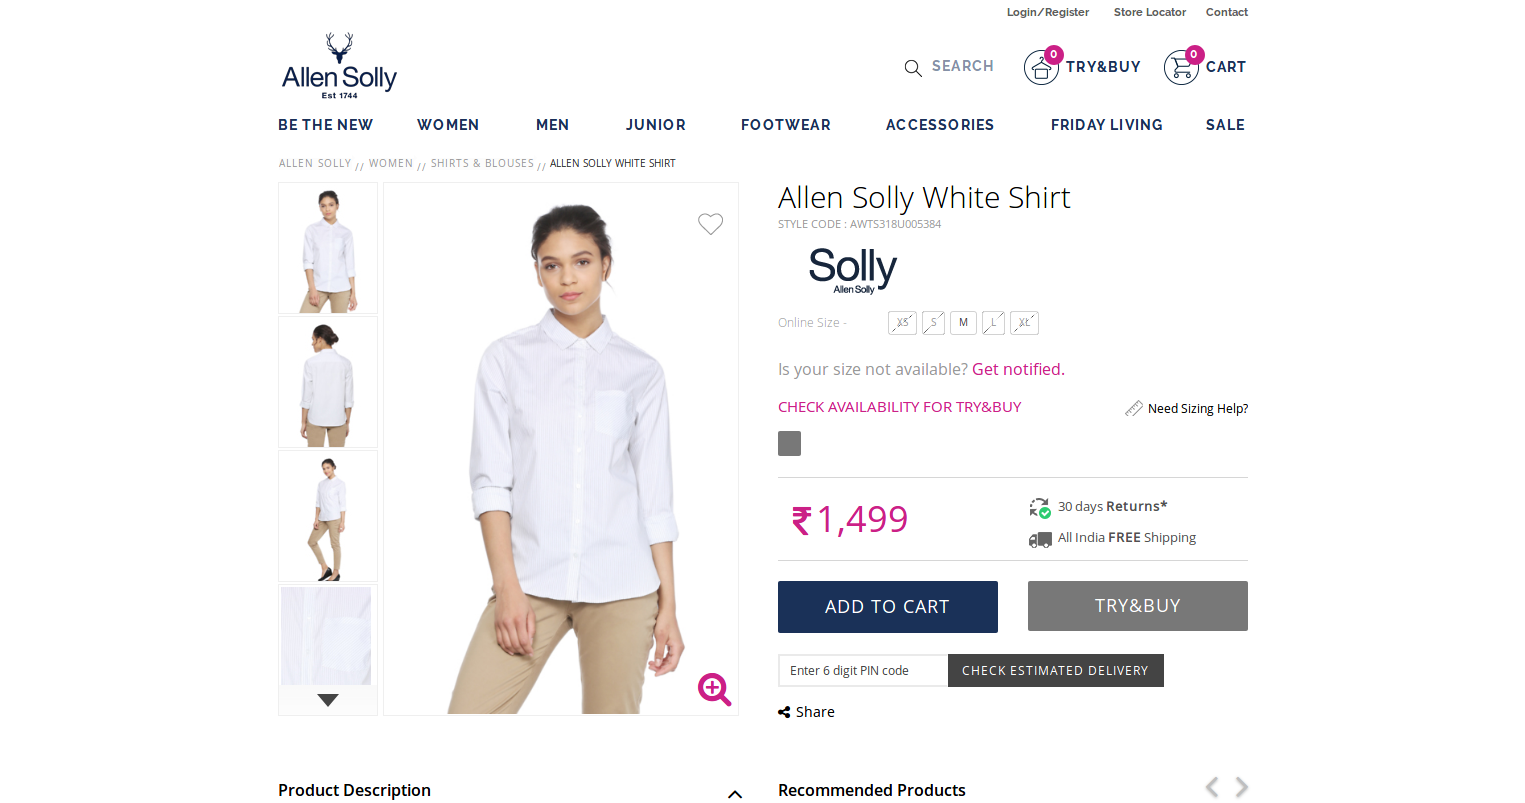 Login/Register Store Locator Contact
Allen Solly
Est 1744
SEARCH 0 TRY&BUY 0 CART
BE THE NEW WOMEN MEN JUNIOR FOOTWEAR ACCESSORIES FRIDAY LIVING SALE
ALLEN SOLLY // WOMEN // SHIRTS & BLOUSES // ALLEN SOLLY WHITE SHIRT
Allen Solly White Shirt
STYLE CODE : AWTS318U005384
Solly
Allen Solly
Online Size - XS S M L XL
Is your size not available? Get notified.
CHECK AVAILABILITY FOR TRY&BUY
Need Sizing Help?
₹1,499
30 days Returns*
All India FREE Shipping
ADD TO CART TRY&BUY
Enter 6 digit PIN code CHECK ESTIMATED DELIVERY
Share
Product Description
Recommended Products